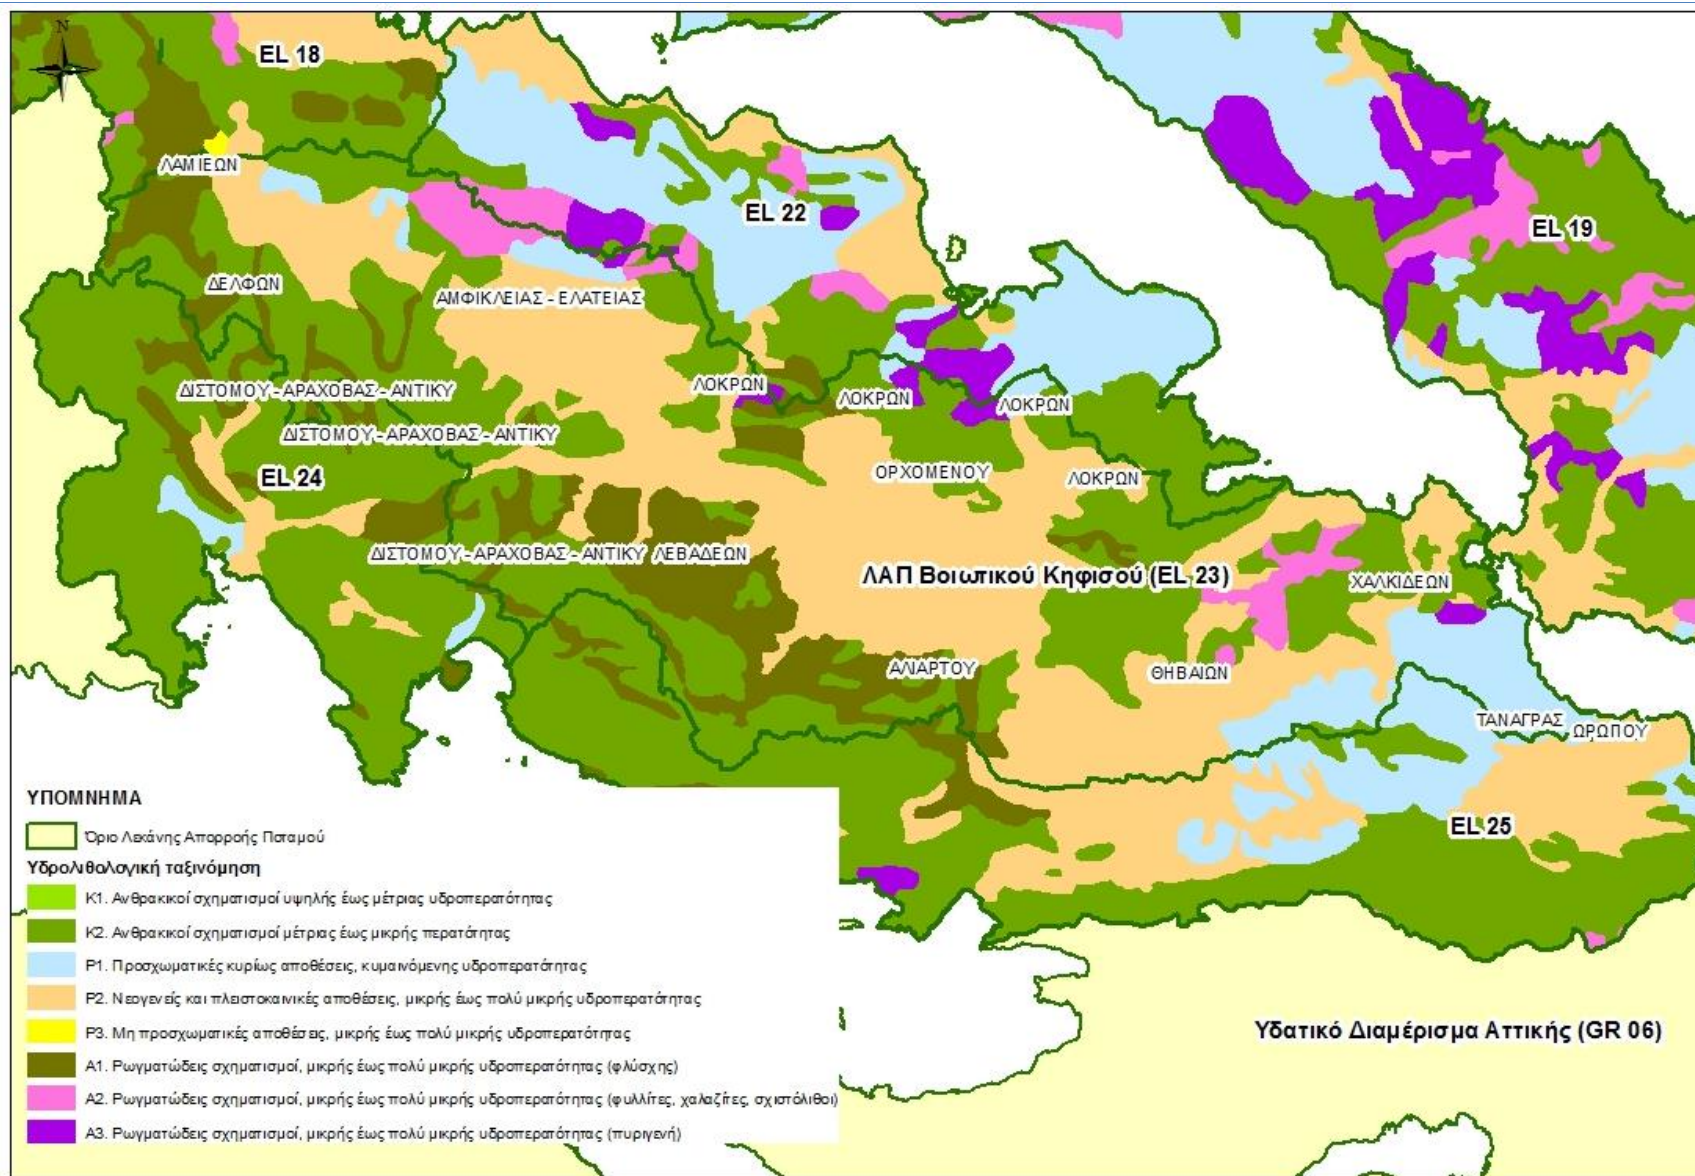 N
EL 18
ΛΑΜΙΕΩΝ
EL 22
EL 19
ΔΕΛΦΩΝ
ΑΜΦΙΚΛΕΙΑΣ - ΕΛΑΤΕΙΑΣ
ΔΙΣΤΟΜΟΥ - ΑΡΑΧΟΒΑΣ - ΑΝΤΙΚΥ
ΛΟΚΡΩΝ
ΛΟΚΡΩΝ
ΛΟΚΡΩΝ
ΔΙΣΤΟΜΟΥ - ΑΡΑΧΟΒΑΣ - ΑΝΤΙΚΥ
EL 24
ΟΡΧΟΜΕΝΟΥ
ΛΟΚΡΩΝ
ΔΙΣΤΟΜΟΥ - ΑΡΑΧΟΒΑΣ - ΑΝΤΙΚΥ
ΛΕΒΑΔΕΩΝ
ΛΑΠ Βοιωτικού Κηφισού (EL 23)
ΧΑΛΚΙΔΕΩΝ
ΑΛΙΑΡΤΟΥ
ΘΗΒΑΙΩΝ
ΤΑΝΑΓΡΑΣ
ΩΡΩΠΟΥ
EL 25
ΥΠΟΜΝΗΜΑ
Όριο Λεκάνης Απορροής Ποταμού
Υδρολιθολογική ταξινόμηση
Κ1. Ανθρακικοί σχηματισμοί υψηλής έως μέτριας υδροπερατότητας
Κ2. Ανθρακικοί σχηματισμοί μέτριας έως μικρής περατότητας
Ρ1. Προσχωματικές κυρίως αποθέσεις, κυμαινόμενης υδροπερατότητας
Ρ2. Νεογενείς και πλειστοκαινικές αποθέσεις, μικρής έως πολύ μικρής υδροπερατότητας
Ρ3. Μη προσχωματικές αποθέσεις, μικρής έως πολύ μικρής υδροπερατότητας
Α1. Ρωγματώδεις σχηματισμοί, μικρής έως πολύ μικρής υδροπερατότητας (φλύσχης)
Α2. Ρωγματώδεις σχηματισμοί, μικρής έως πολύ μικρής υδροπερατότητας (φυλλίτες, χαλαζίτες, σχιστόλιθοι)
Α3. Ρωγματώδεις σχηματισμοί, μικρής έως πολύ μικρής υδροπερατότητας (πυριγενή)
Υδατικό Διαμέρισμα Αττικής (GR 06)